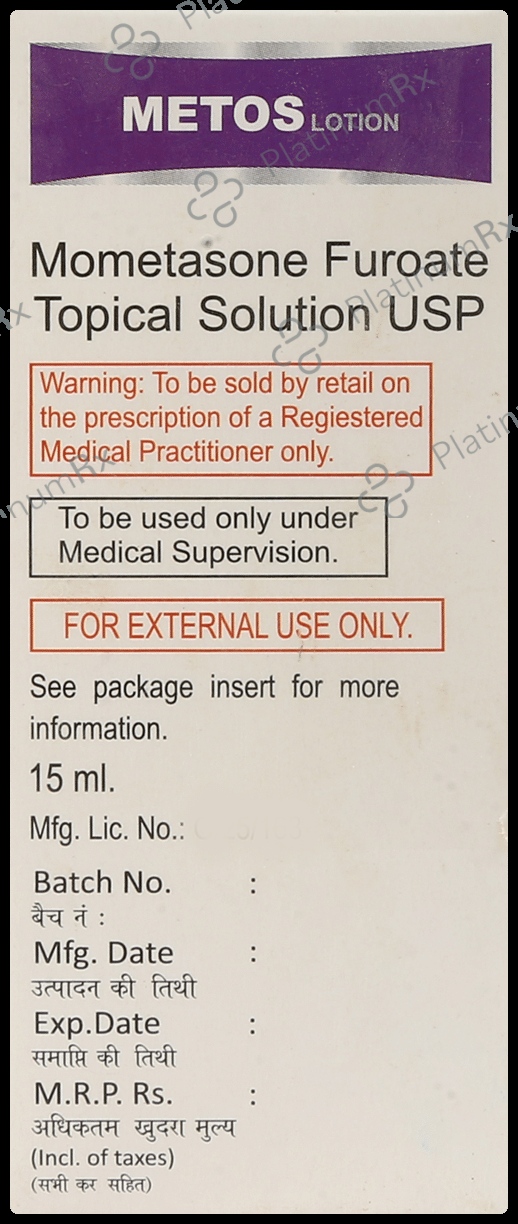 METOS LOTION
Mometasone Furoate
Topical Solution USP
Warning: To be sold by retail on
the prescription of a Regiestered
Medical Practitioner only.
To be used only under
Medical Supervision.
FOR EXTERNAL USE ONLY.
See package insert for more
information.
15 ml.
Mfg. Lic. No.:
Batch No. :
बैच नं :
Mfg. Date :
उत्पादन की तिथी
Exp.Date :
समाप्ति की तिथी
M.R.P. Rs. :
अधिकतम खुदरा मुल्य
(Incl. of taxes)
(सभी कर सहित)
PlatinumRx
PlatinumRx
PlatinumRx